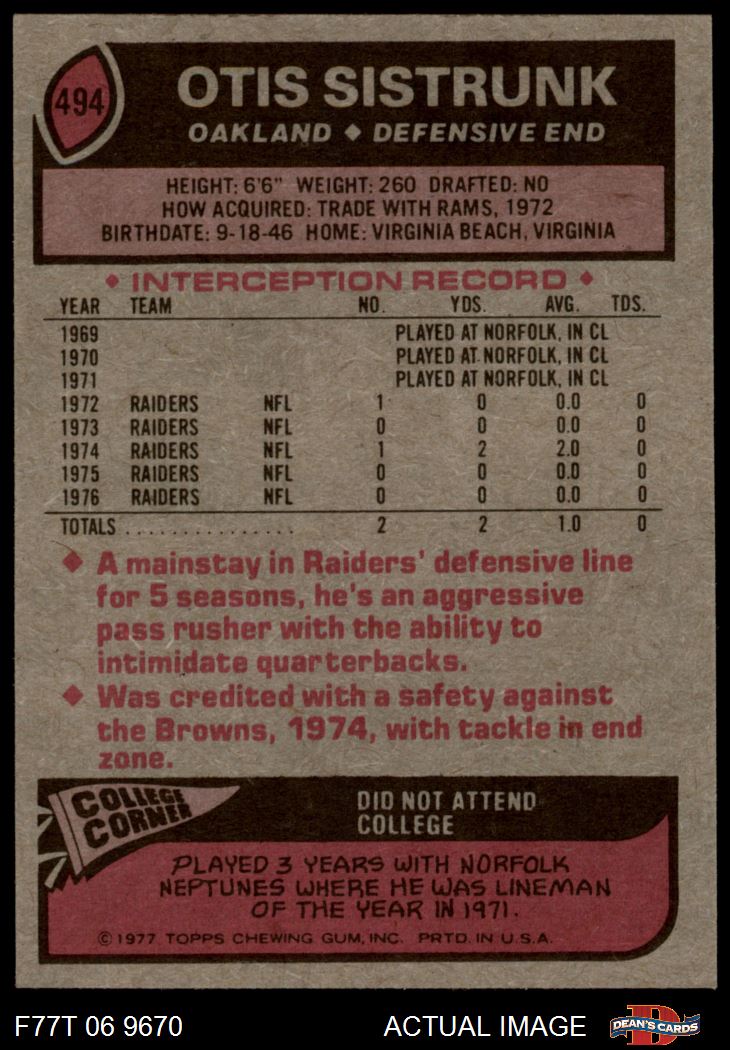 494
OTIS SISTRUNK
OAKLAND ♦ DEFENSIVE END
HEIGHT: 6'6" WEIGHT: 260 DRAFTED: NO
HOW ACQUIRED: TRADE WITH RAMS, 1972
BIRTHDATE: 9-18-46 HOME: VIRGINIA BEACH, VIRGINIA
♦ INTERCEPTION RECORD ♦
YEAR TEAM NO. YDS. AVG. TDS.
1969 PLAYED AT NORFOLK, IN CL
1970 PLAYED AT NORFOLK, IN CL
1971 PLAYED AT NORFOLK, IN CL
1972 RAIDERS NFL 1 0 0.0 0
1973 RAIDERS NFL 0 0 0.0 0
1974 RAIDERS NFL 1 2 2.0 0
1975 RAIDERS NFL 0 0 0.0 0
1976 RAIDERS NFL 0 0 0.0 0
TOTALS ................ 2 2 1.0 0
♦ A mainstay in Raiders' defensive line
for 5 seasons, he's an aggressive
pass rusher with the ability to
intimidate quarterbacks.
♦ Was credited with a safety against
the Browns, 1974, with tackle in end
zone.
COLLEGE
CORNER
DID NOT ATTEND
COLLEGE
PLAYED 3 YEARS WITH NORFOLK
NEPTUNES WHERE HE WAS LINEMAN
OF THE YEAR IN 1971.
©1977 TOPPS CHEWING GUM, INC. PRTD. IN U.S.A.
F77T 06 9670 ACTUAL IMAGE
DEAN'S CARDS